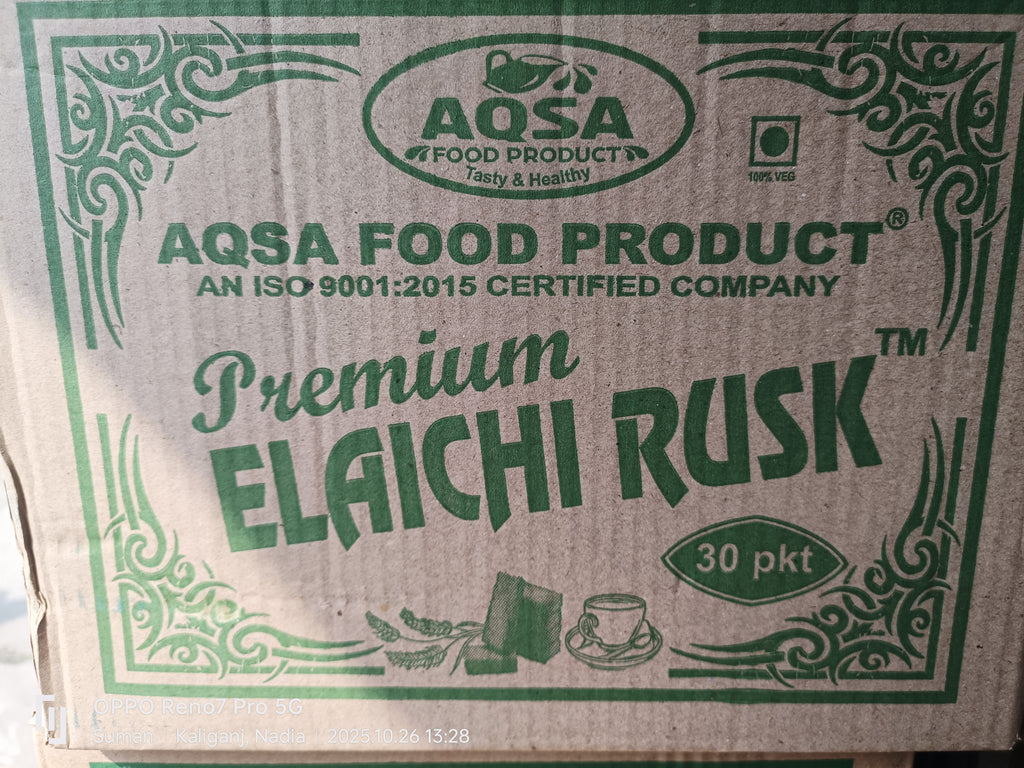 AQSA
FOOD PRODUCT
Tasty & Healthy
100% VEG
AQSA FOOD PRODUCT®
AN ISO 9001:2015 CERTIFIED COMPANY
Premium
ELAICHI RUSK™
30 pkt
OPPO Reno7 Pro 5G
Suman | Kaliganj, Nadia | 2025.10.26 13:28